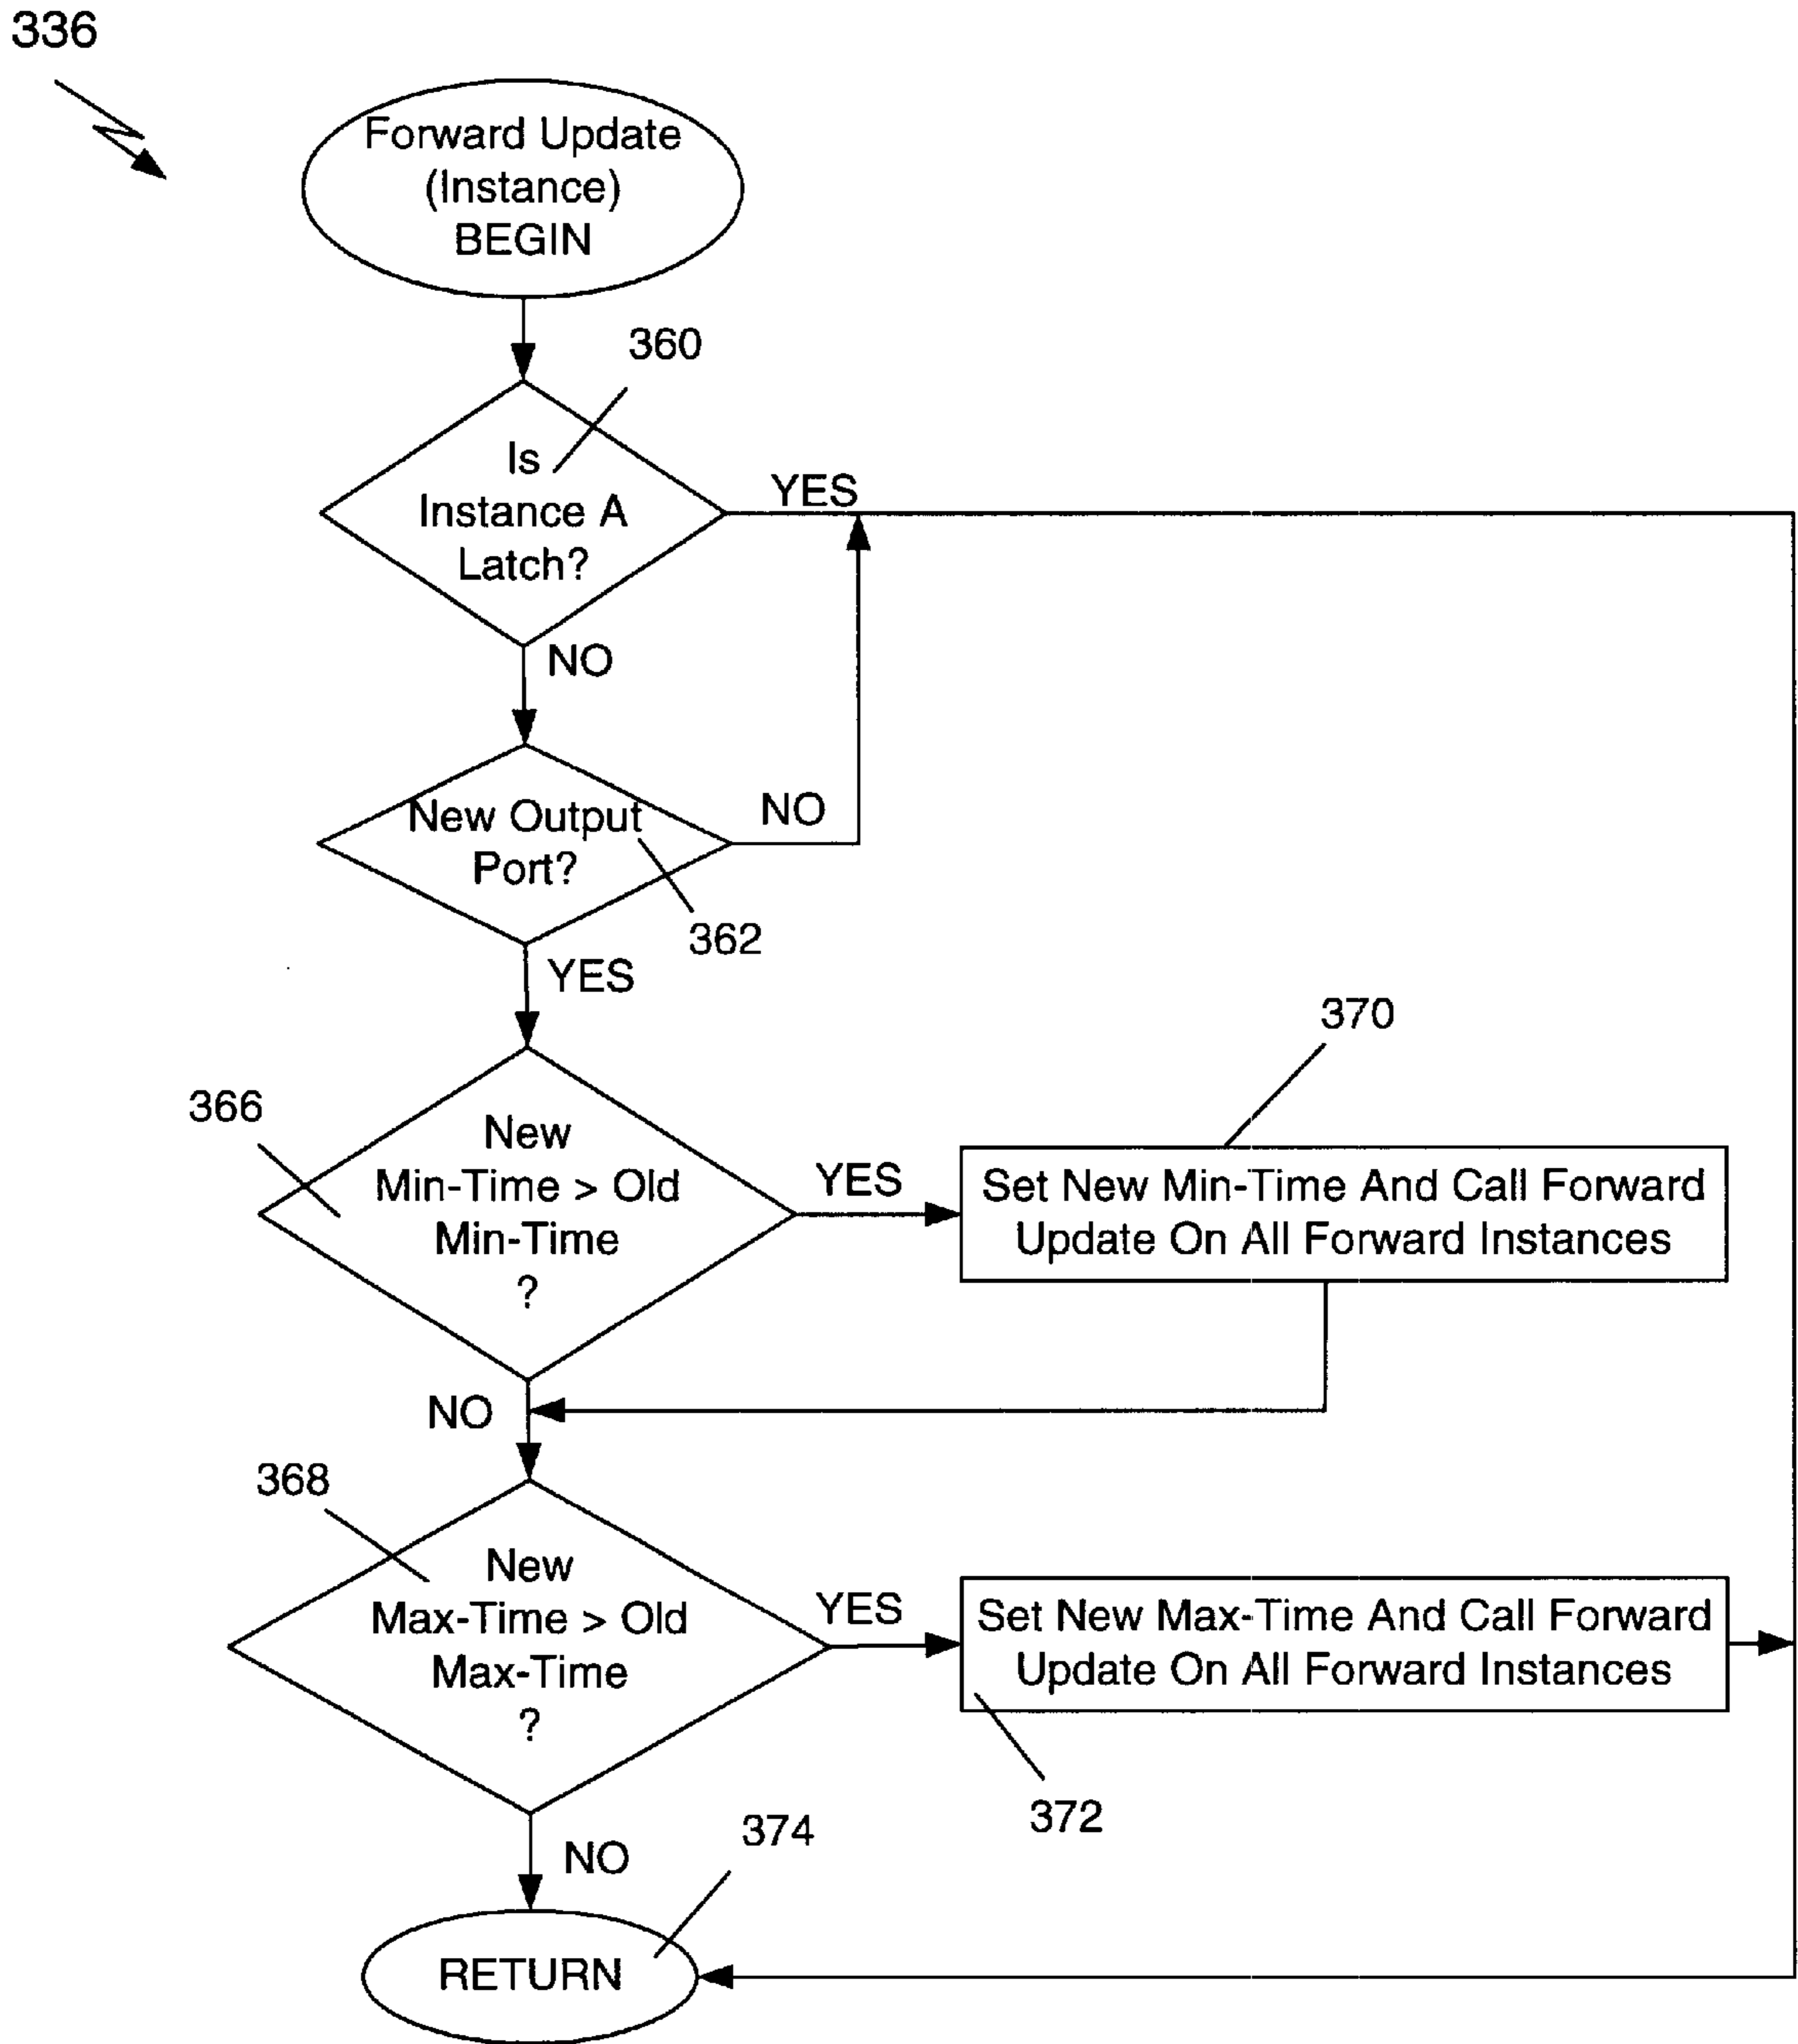 336
Forward Update
(Instance)
BEGIN
360
Is
Instance A
Latch?
YES
NO
New Output
Port?
NO
362
YES
370
366
New
Min-Time > Old
Min-Time
?
YES
Set New Min-Time And Call Forward
Update On All Forward Instances
NO
368
New
Max-Time > Old
Max-Time
?
YES
Set New Max-Time And Call Forward
Update On All Forward Instances
372
374
NO
RETURN